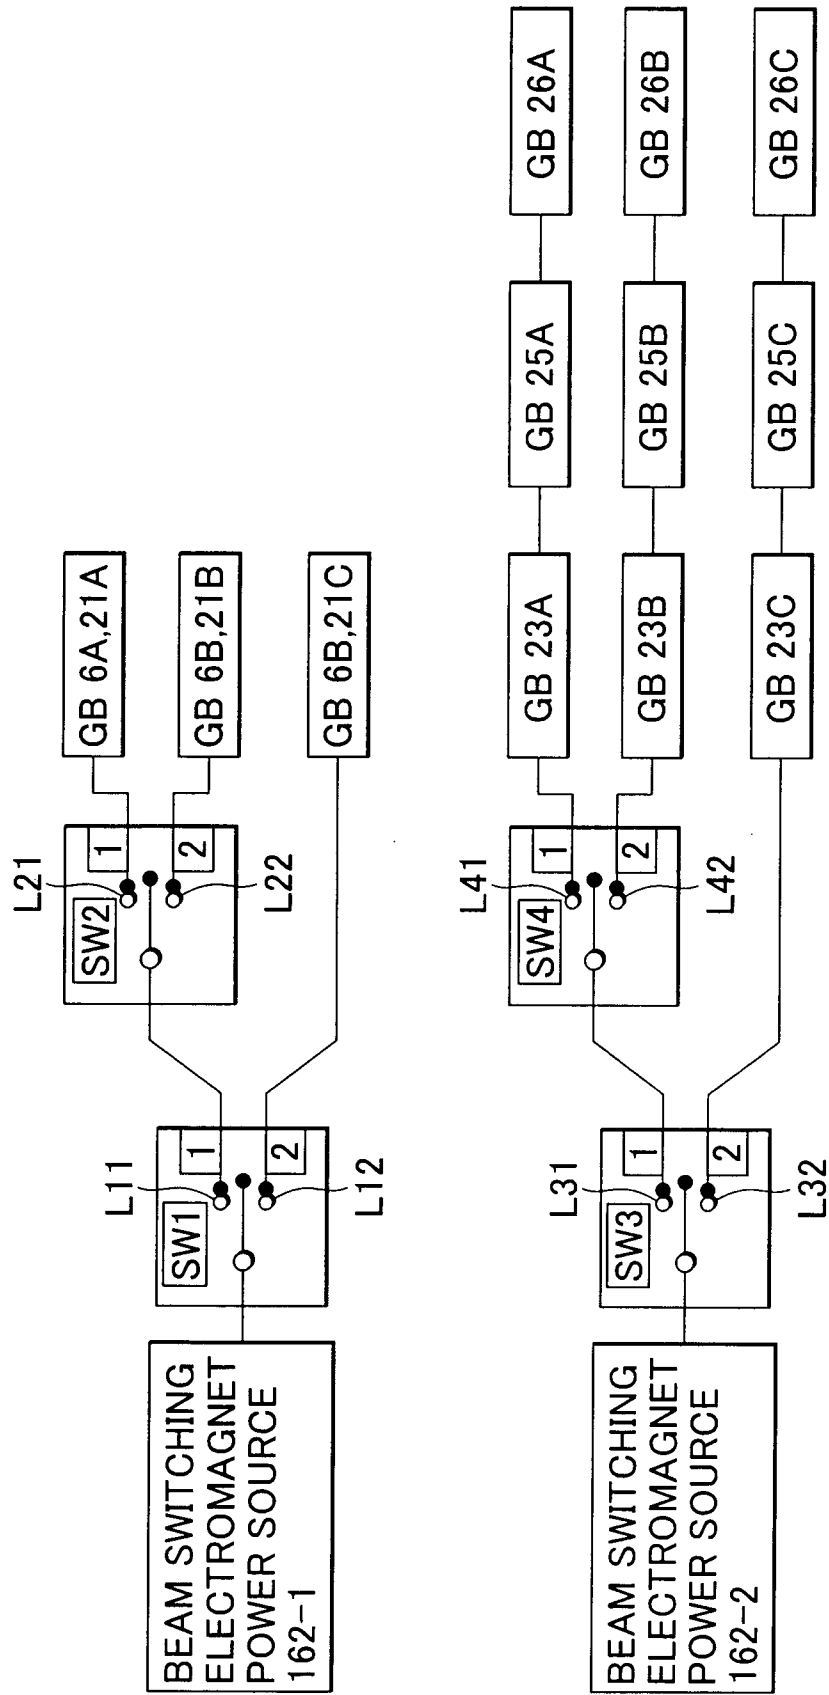 BEAM SWITCHING
ELECTROMAGNET
POWER SOURCE
162-1
SW1
L11
L12
1
2
SW2
L21
L22
1
2
GB 6A,21A
GB 6B,21B
GB 6B,21C
BEAM SWITCHING
ELECTROMAGNET
POWER SOURCE
162-2
SW3
L31
L32
1
2
SW4
L41
L42
1
2
GB 23A
GB 25A
GB 26A
GB 23B
GB 25B
GB 26B
GB 23C
GB 25C
GB 26C